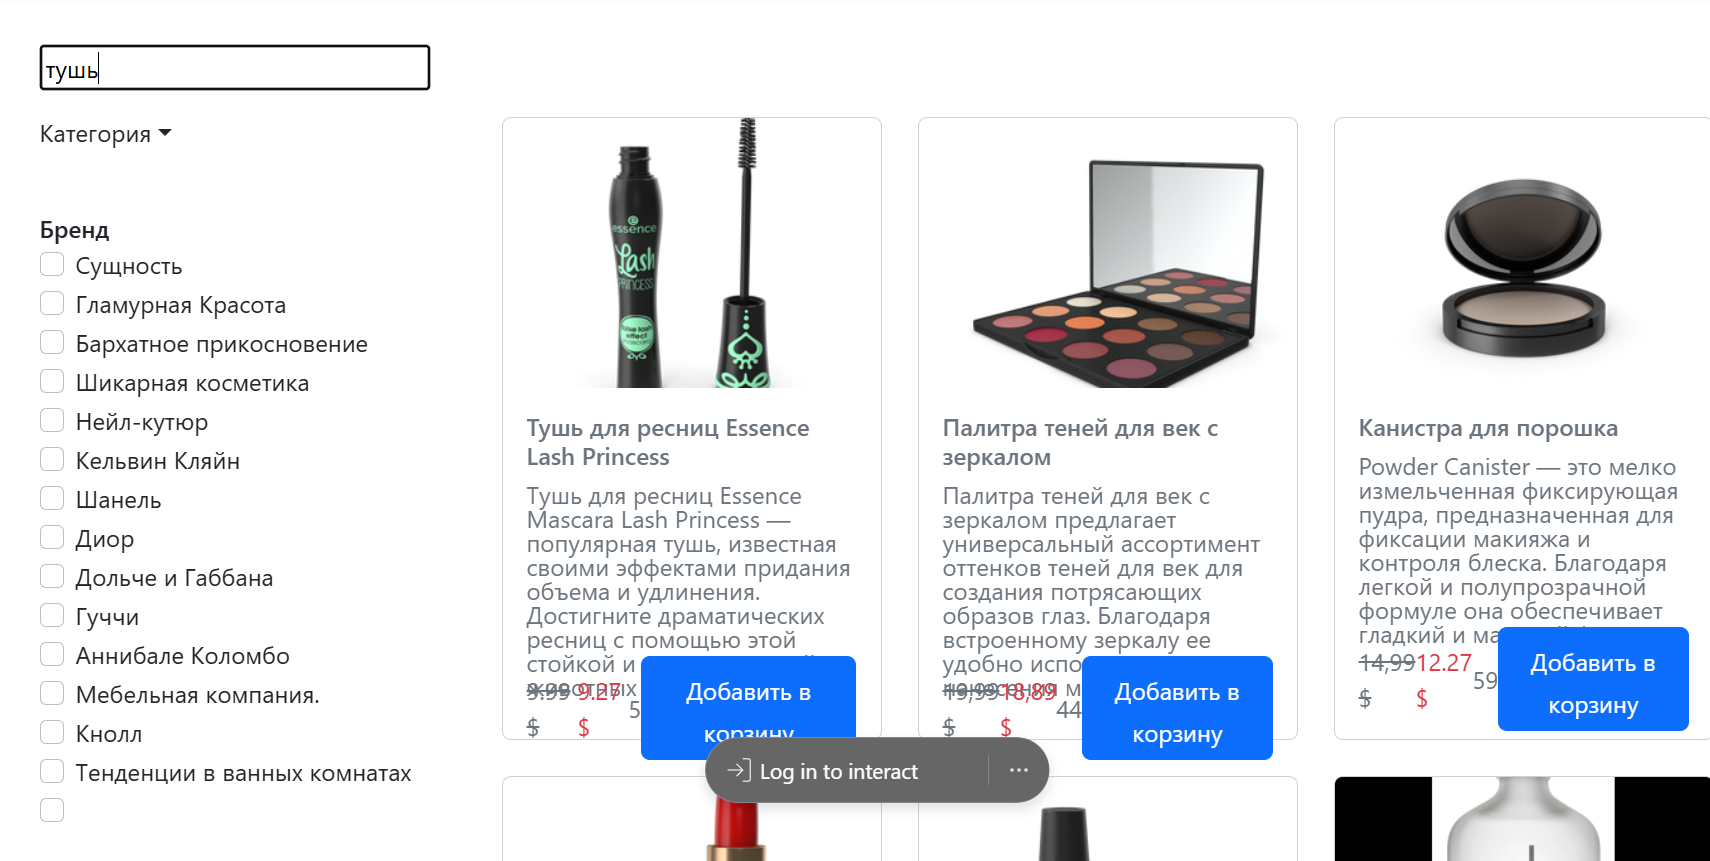 тушь
Категория
Бренд
Сущность
Гламурная Красота
Бархатное прикосновение
Шикарная косметика
Нейл-кутюр
Кельвин Кляйн
Шанель
Диор
Дольче и Габбана
Гуччи
Аннибале Коломбо
Мебельная компания.
Кнолл
Тенденции в ванных комнатах
essence
Lash
PRINCESS
false lash
effect
Тушь для ресниц Essence
Lash Princess
Тушь для ресниц Essence
Mascara Lash Princess —
популярная тушь, известная
своими эффектами придания
объема и удлинения.
Достигните драматических
ресниц с помощью этой
стойкой и
9.99 9.27
$ $
5
Добавить в
корзину
Палитра теней для век с
зеркалом
Палитра теней для век с
зеркалом предлагает
универсальный ассортимент
оттенков теней для век для
создания потрясающих
образов глаз. Благодаря
встроенному зеркалу ее
удобно
19,99 18,89
$ $
44
Добавить в
корзину
Канистра для порошка
Powder Canister — это мелко
измельченная фиксирующая
пудра, предназначенная для
фиксации макияжа и
контроля блеска. Благодаря
легкой и полупрозрачной
формуле она обеспечивает
гладкий и
14,99 12.27
$ $
59
Добавить в
корзину
Log in to interact